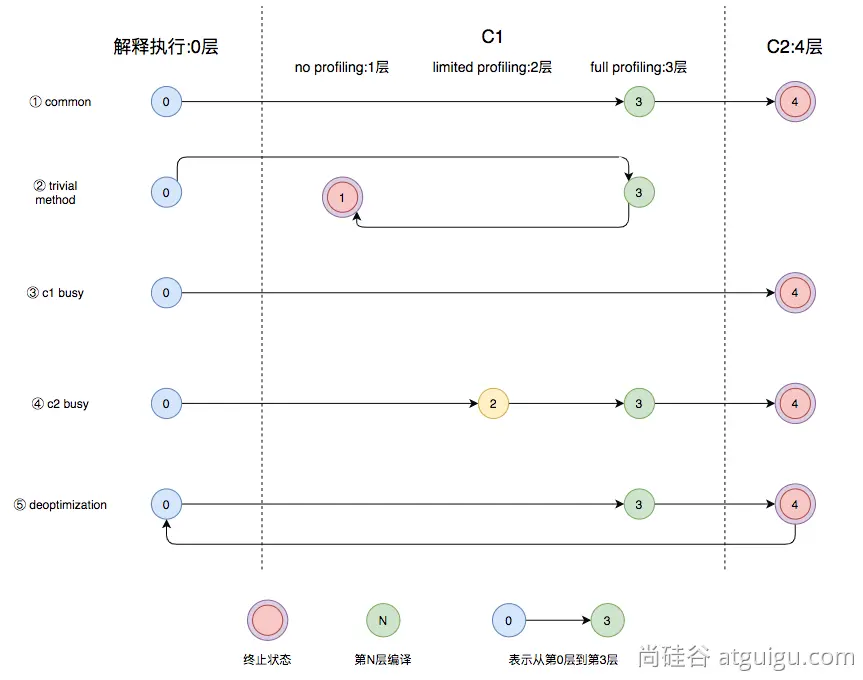 解释执行:0层
C1
C2:4层
no profiling:1层
limited profiling:2层
full profiling:3层
① common
0
3
4
② trivial
method
0
1
3
③ c1 busy
0
4
④ c2 busy
0
2
3
4
⑤ deoptimization
0
3
4
N
0
3
终止状态
第N层编译
表示从第0层到第3层
尚硅谷 atguigu.com